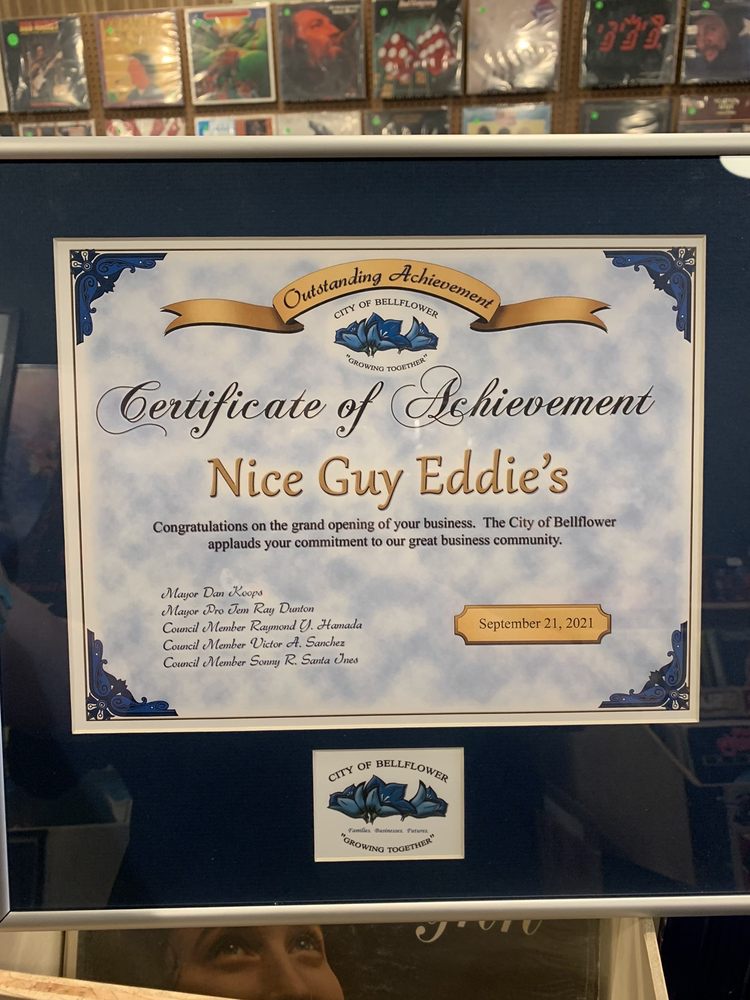 Outstanding Achievement
CITY OF BELLFLOWER
"GROWING TOGETHER"
Certificate of Achievement
Nice Guy Eddie's
Congratulations on the grand opening of your business. The City of Bellflower
applauds your commitment to our great business community.
Mayor Dan Koops
Mayor Pro Tem Ray Dunton
Council Member Raymond Y. Hamada
Council Member Victor A. Sanchez
Council Member Sonny R. Santa Ines
September 21, 2021
CITY OF BELLFLOWER
Families. Businesses. Futures.
"GROWING TOGETHER"